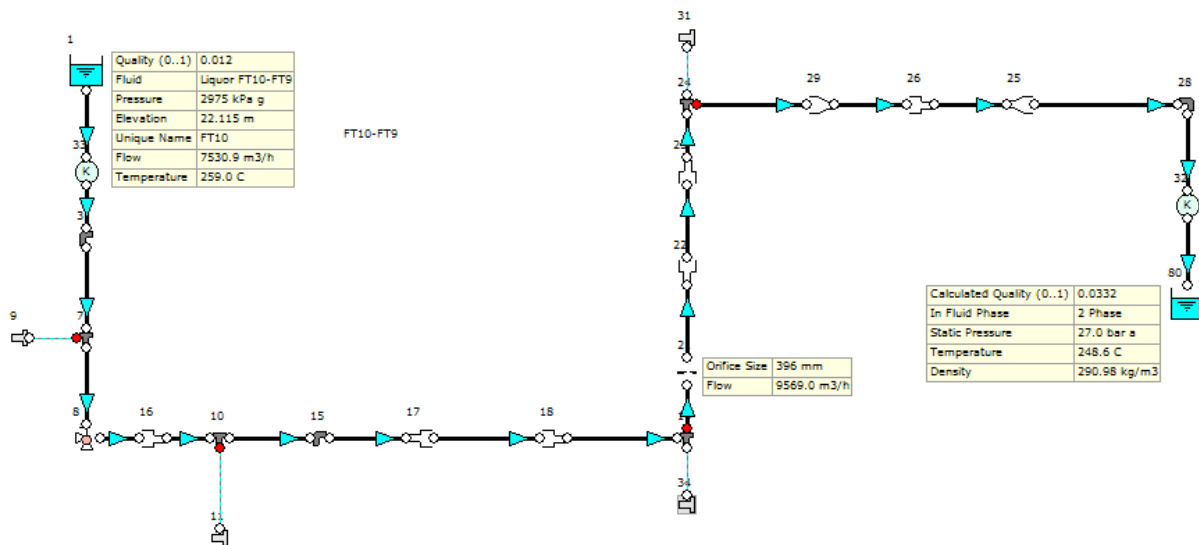 1
Quality (0..1) 0.012
Fluid Liquor FT10-FT9
Pressure 2975 kPa g
Elevation 22.115 m
Unique Name FT10
Flow 7530.9 m3/h
Temperature 259.0 C
FT10-FT9
33
K
3
9
7
8
16
10
15
17
18
11
34
2
Orifice Size 396 mm
Flow 9569.0 m3/h
22
24
31
29
26
25
28
32
K
80
Calculated Quality (0..1) 0.0332
In Fluid Phase 2 Phase
Static Pressure 27.0 bar a
Temperature 248.6 C
Density 290.98 kg/m3